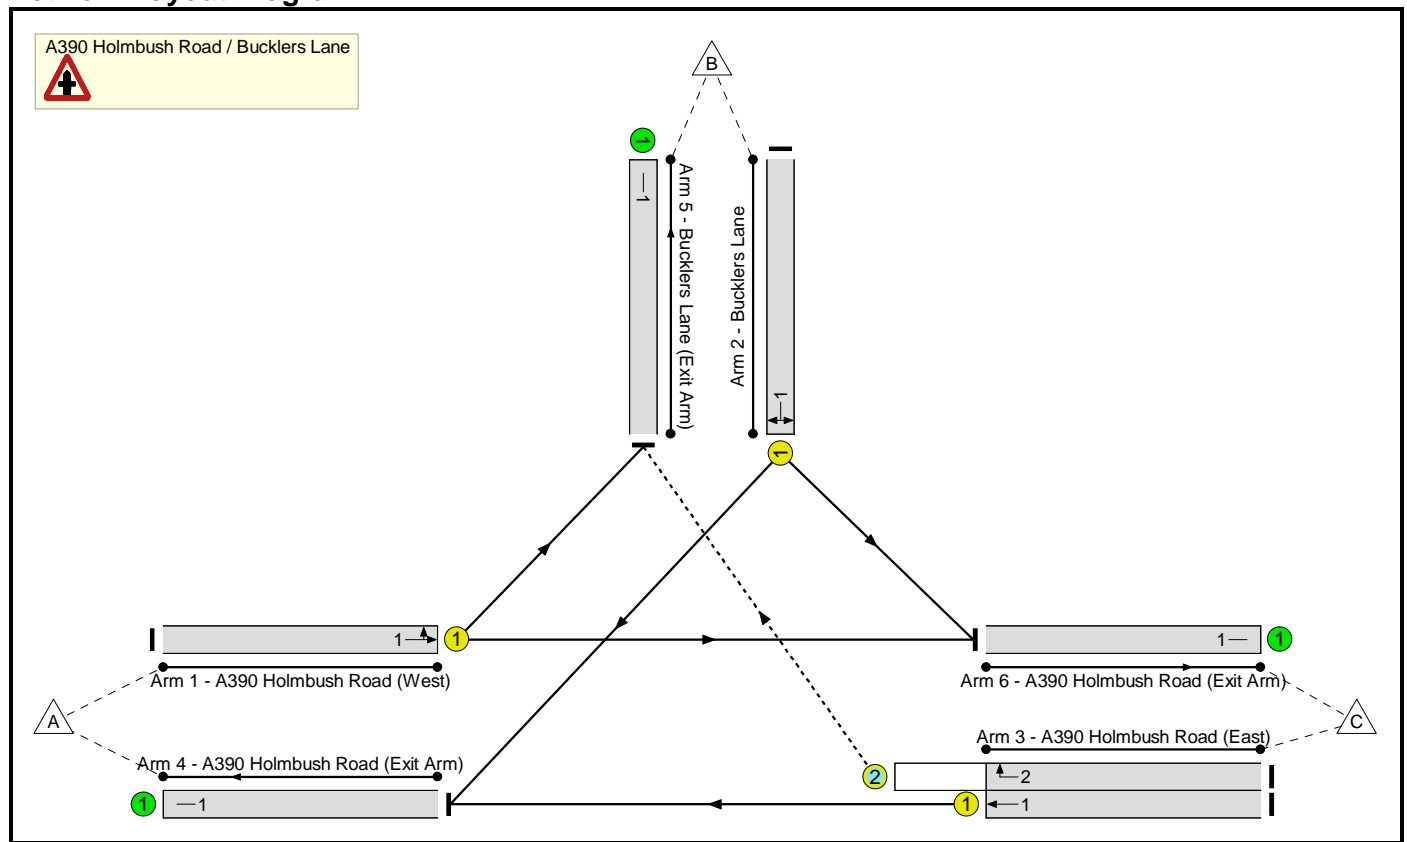 A390 Holmbush Road / Bucklers Lane
B
1
Arm 5 - Bucklers Lane (Exit Arm)
1
Arm 2 - Bucklers Lane
1
1
1
1
Arm 1 - A390 Holmbush Road (West)
1
1
Arm 6 - A390 Holmbush Road (Exit Arm)
A
C
Arm 4 - A390 Holmbush Road (Exit Arm)
1
1
Arm 3 - A390 Holmbush Road (East)
2
2
1
1